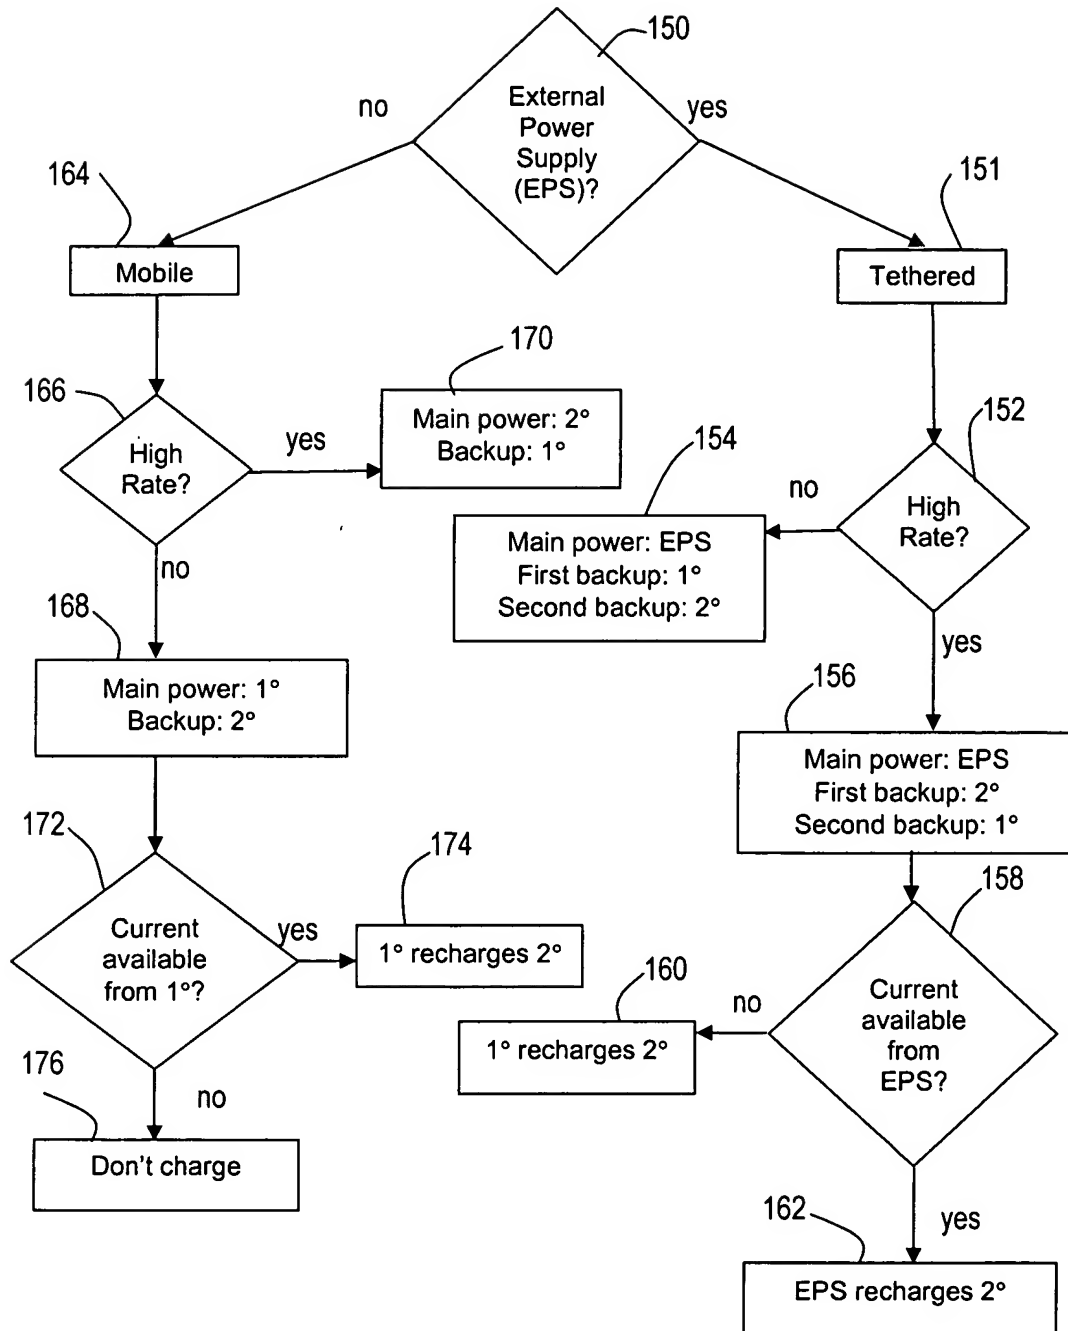 150
External
Power
Supply
(EPS)?
no
yes
164
151
Mobile
Tethered
170
Main power: 2°
Backup: 1°
166
High
Rate?
yes
152
154
High
Rate?
no
Main power: EPS
First backup: 1°
Second backup: 2°
no
yes
168
Main power: 1°
Backup: 2°
156
Main power: EPS
First backup: 2°
Second backup: 1°
172
174
158
Current
available
from 1°?
yes
1° recharges 2°
160
no
Current
available
from
EPS?
1° recharges 2°
176
no
Don't charge
162
yes
EPS recharges 2°